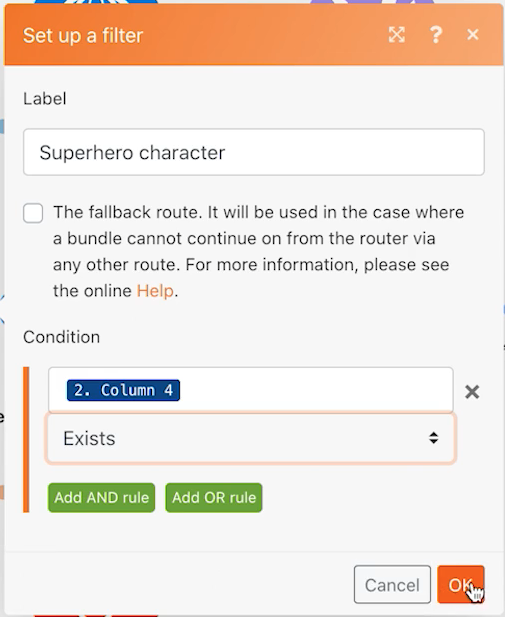 Set up a filter
?
Label
Superhero character
The fallback route. It will be used in the case where
a bundle cannot continue on from the router via
any other route. For more information, please see
the online Help.
Condition
2. Column 4
Exists
Add AND rule Add OR rule
Cancel OK